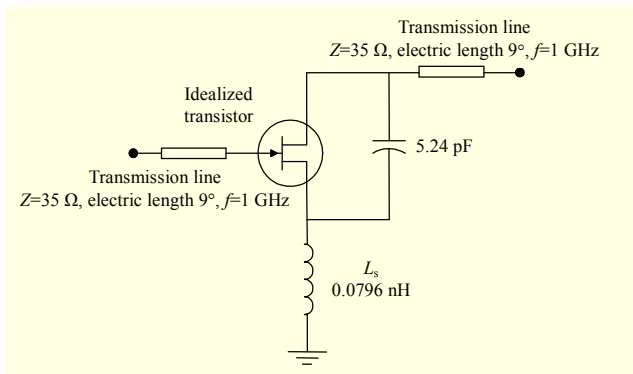 Transmission line
Z=35 Ω, electric length 9°, f=1 GHz
Idealized
transistor
5.24 pF
Transmission line
Z=35 Ω, electric length 9°, f=1 GHz
Ls
0.0796 nH